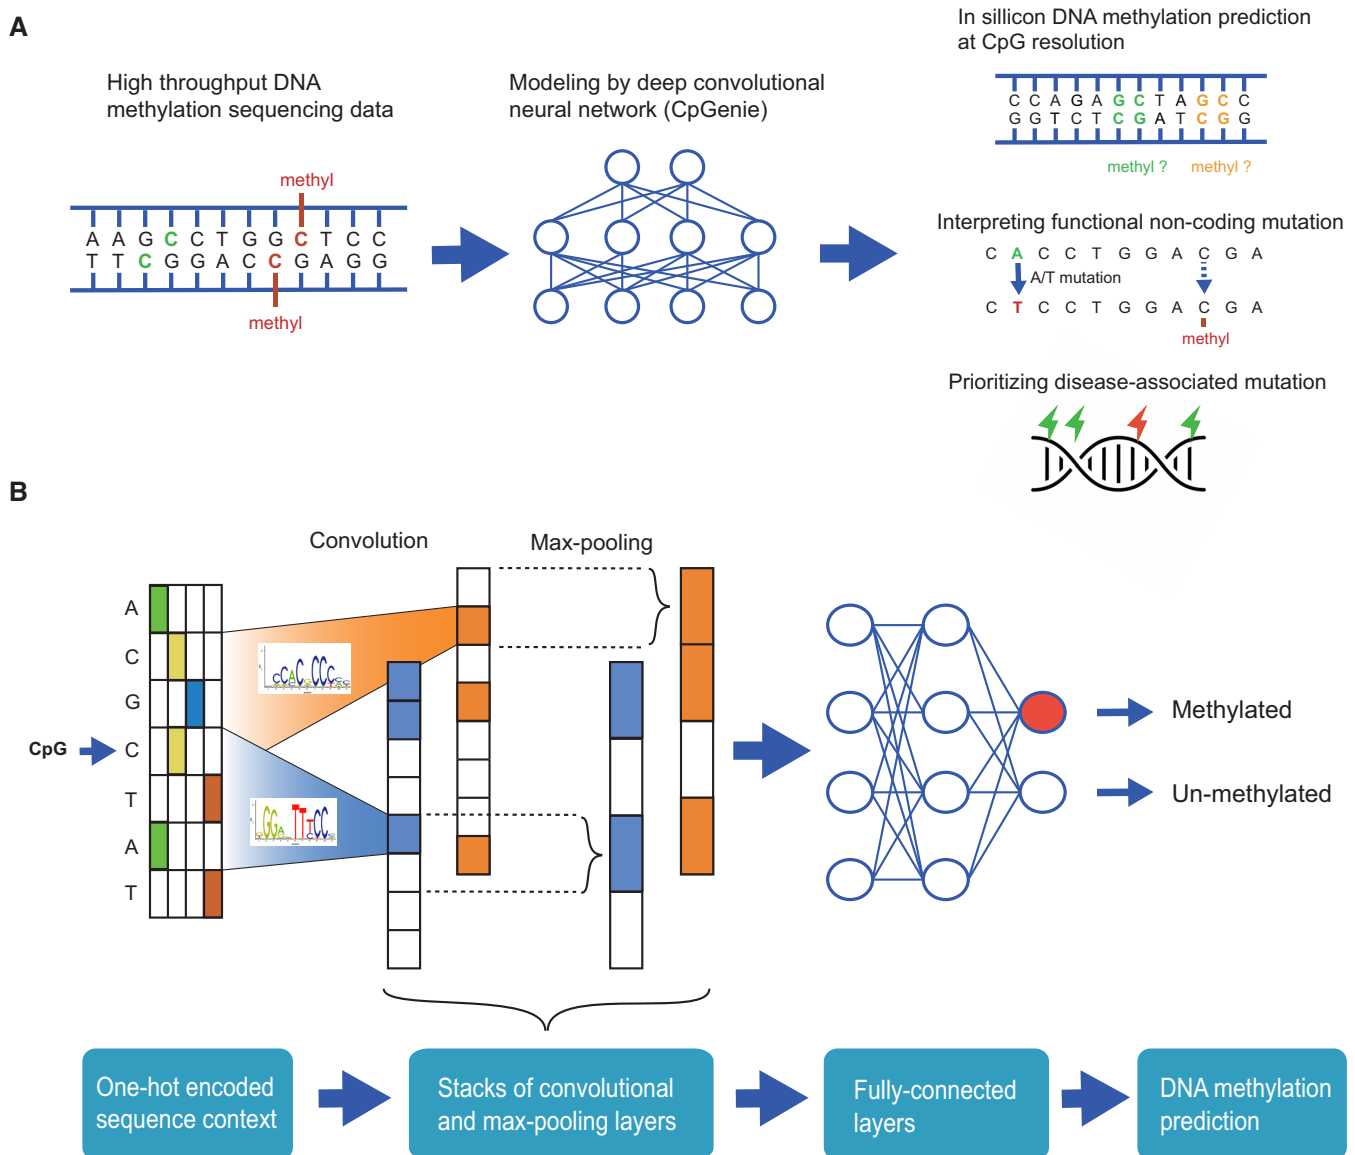 A
High throughput DNA
methylation sequencing data
methyl
A A G C C T G G C T C C
T T C G G A C C G A G G
methyl
Modeling by deep convolutional
neural network (CpGenie)
In sillicon DNA methylation prediction
at CpG resolution
C C A G A G C T A G C C
G G T C T C G A T C G G
methyl ? methyl ?
Interpreting functional non-coding mutation
C A C C T G G A C G A
A/T mutation
C T C C T G G A C G A
methyl
Prioritizing disease-associated mutation
B
Convolution
Max-pooling
A
C
G
CpG
C
T
A
T
Methylated
Un-methylated
One-hot encoded
sequence context
Stacks of convolutional
and max-pooling layers
Fully-connected
layers
DNA methylation
prediction